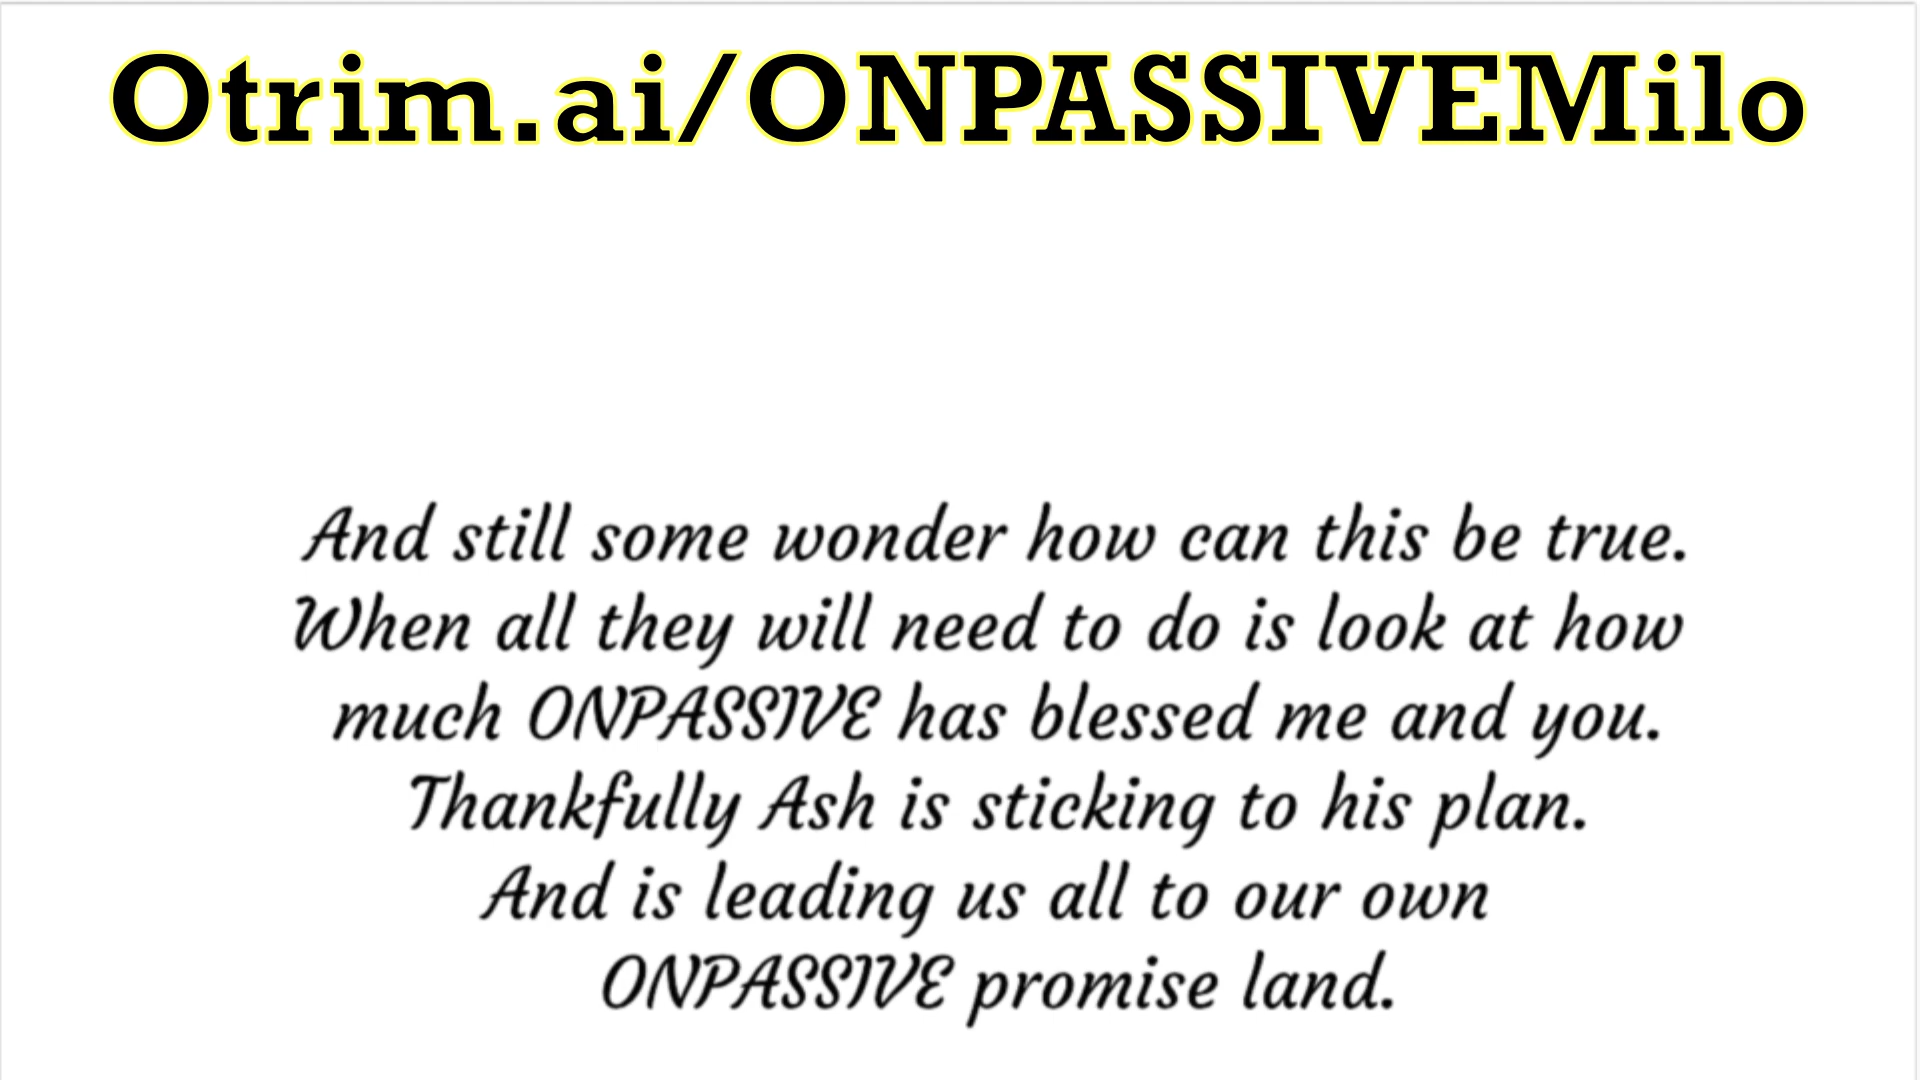 Otrim.ai/ONPASSIVEMilo
And still some wonder how can this be true.
When all they will need to do is look at how
much ONPASSIVE has blessed me and you.
Thankfully Ash is sticking to his plan.
And is leading us all to our own
ONPASSIVE promise land.